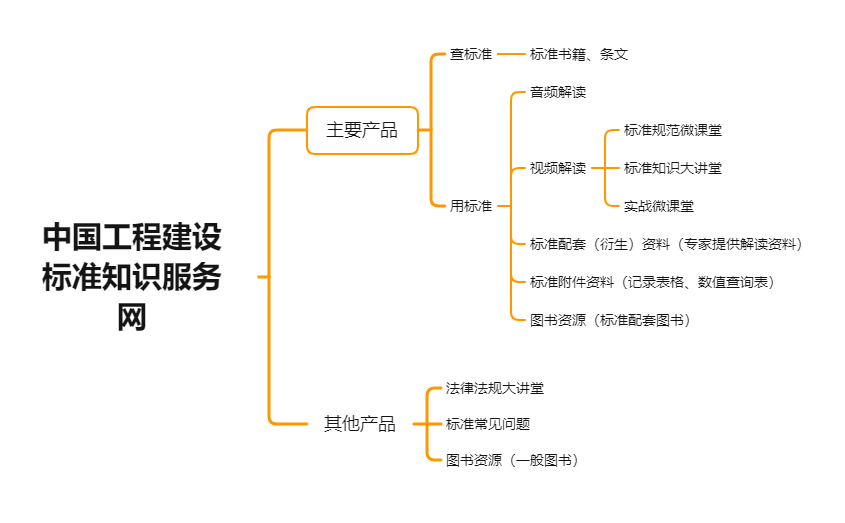 中国工程建设
标准知识服务
网
主要产品
查标准
标准书籍、条文
用标准
音频解读
视频解读
标准规范微课堂
标准知识大讲堂
实战微课堂
标准配套（衍生）资料（专家提供解读资料）
标准附件资料（记录表格、数值查询表）
图书资源（标准配套图书）
其他产品
法律法规大讲堂
标准常见问题
图书资源（一般图书）